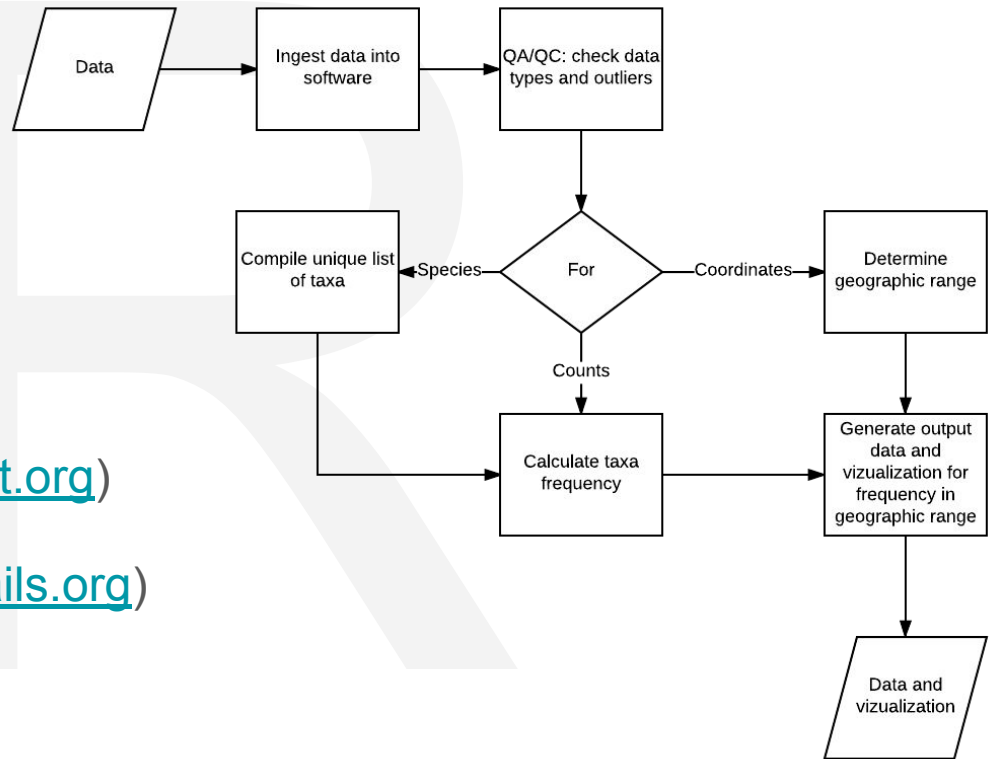 Data
Ingest data into
software
QA/QC: check data
types and outliers
Compile unique list
of taxa
Species
For
Coordinates
Determine
geographic range
Counts
Calculate taxa
frequency
Generate output
data and
vizualization for
frequency in
geographic range
t.org)
ils.org)
Data and
vizualization